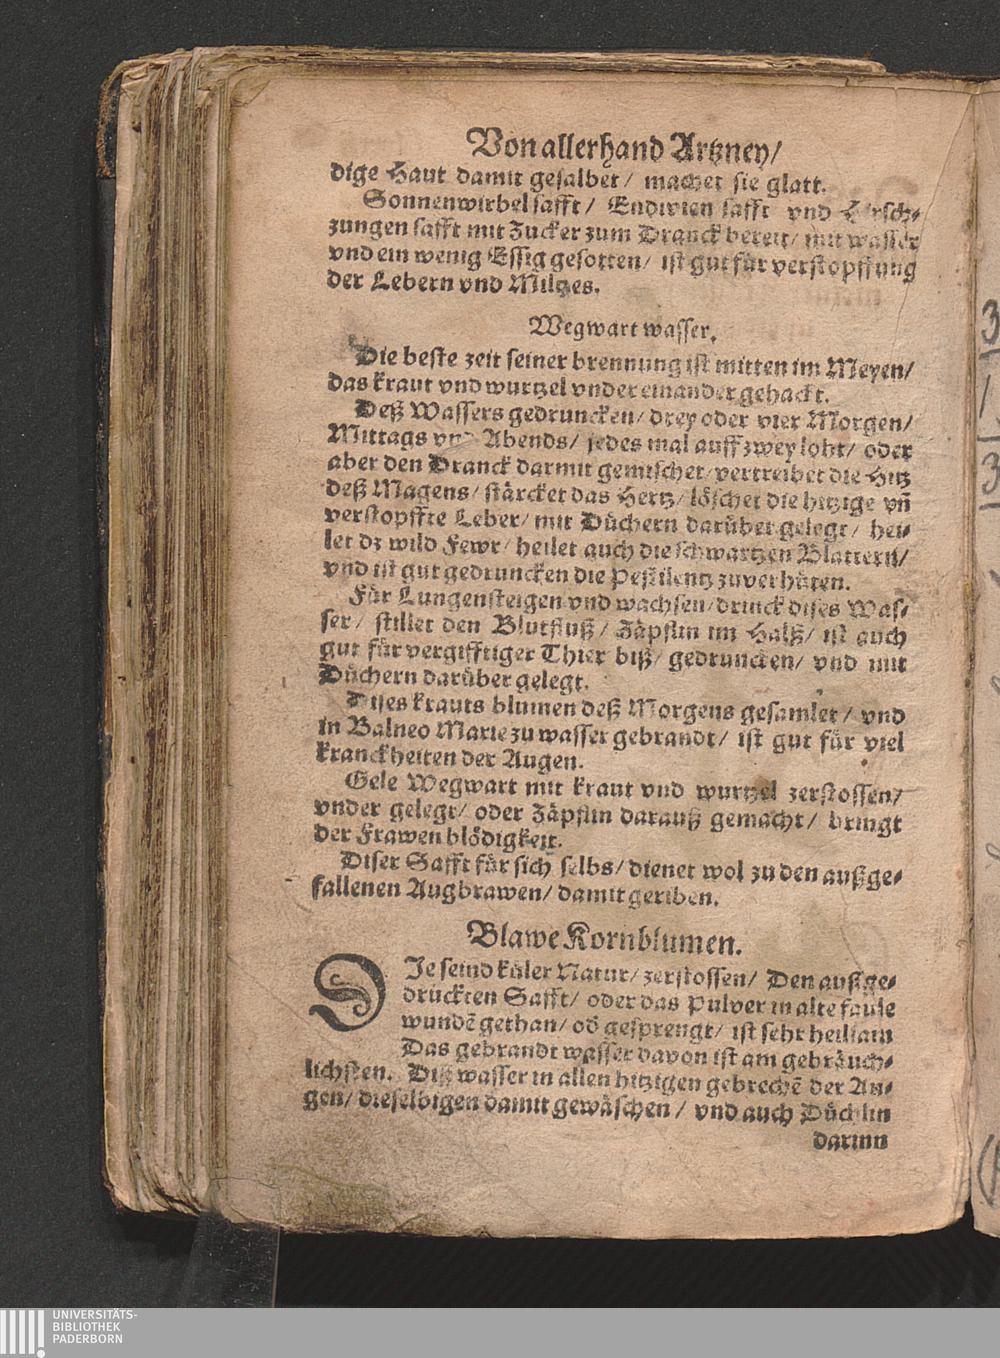 Von allerhand Artzney/
dige Haut damit gesalbet/ machet sie glatt.
Sonnenwirbel safft/ Endivien safft vnd Hirsch-
zungen safft mit Zucker zum Dranck bereit/ mit wasser
vnd ein wenig Essig gesotten/ ist gut für verstopffung
der Lebern vnd Miltzes.
Wegwart wasser.
Die beste zeit seiner brennung ist mitten im Meyen/
das kraut vnd wurtzel vnder einander gehackt.
Deß Wassers gedruncken/ drey oder vier Morgen/
Mittags vnd Abends/ jedes mal auff zwey loht/ oder
aber den Dranck darmit gemischet/ vertreibet die Hitz
deß Magens/ stärcket das Hertz/ löschet die hitzige vñ
verstopffte Leber/ mit Düchern darüber gelegt/ hei-
let dz wild Fewr/ heilet auch die schwartzen Blattern/
vnd ist gut gedruncken die Pestilentz zuverhüten.
Für Lungensteigen vnd wachsen/ drinck dises Was-
ser/ stillet den Blutfluß/ Zäpflin im Halß/ ist auch
gut für vergifftiger Thier biß/ gedruncken/ vnd mit
Düchern darüber gelegt.
Dises krauts blumen deß Morgens gesamlet/ vnd
in Balneo Marie zu wasser gebrandt/ ist gut für viel
kranckheiten der Augen.
Gele Wegwart mit kraut vnd wurtzel zerstossen/
vnder gelegt/ oder Zäpflin darauß gemacht/ bringt
der Frawen blödigkeit.
Diser Safft für sich selbs/ dienet wol zu den außge-
fallenen Augbrawen/ damit geriben.
Blawe Kornblumen.
DIe seind küler Natur/ zerstossen/ Den außge-
druckten Safft/ oder das Pulver in alte faule
wundē gethan/ od̄ gesprengt/ ist sehr heilsam
Das gebrandt wasser davon ist am gebräuch-
lichsten. Diß wasser in allen hitzigen gebrechē der Au-
gen/ dieselbigen damit gewäschen/ vnd auch Düchlin
darinn
UNIVERSITÄTS-
BIBLIOTHEK
PADERBORN